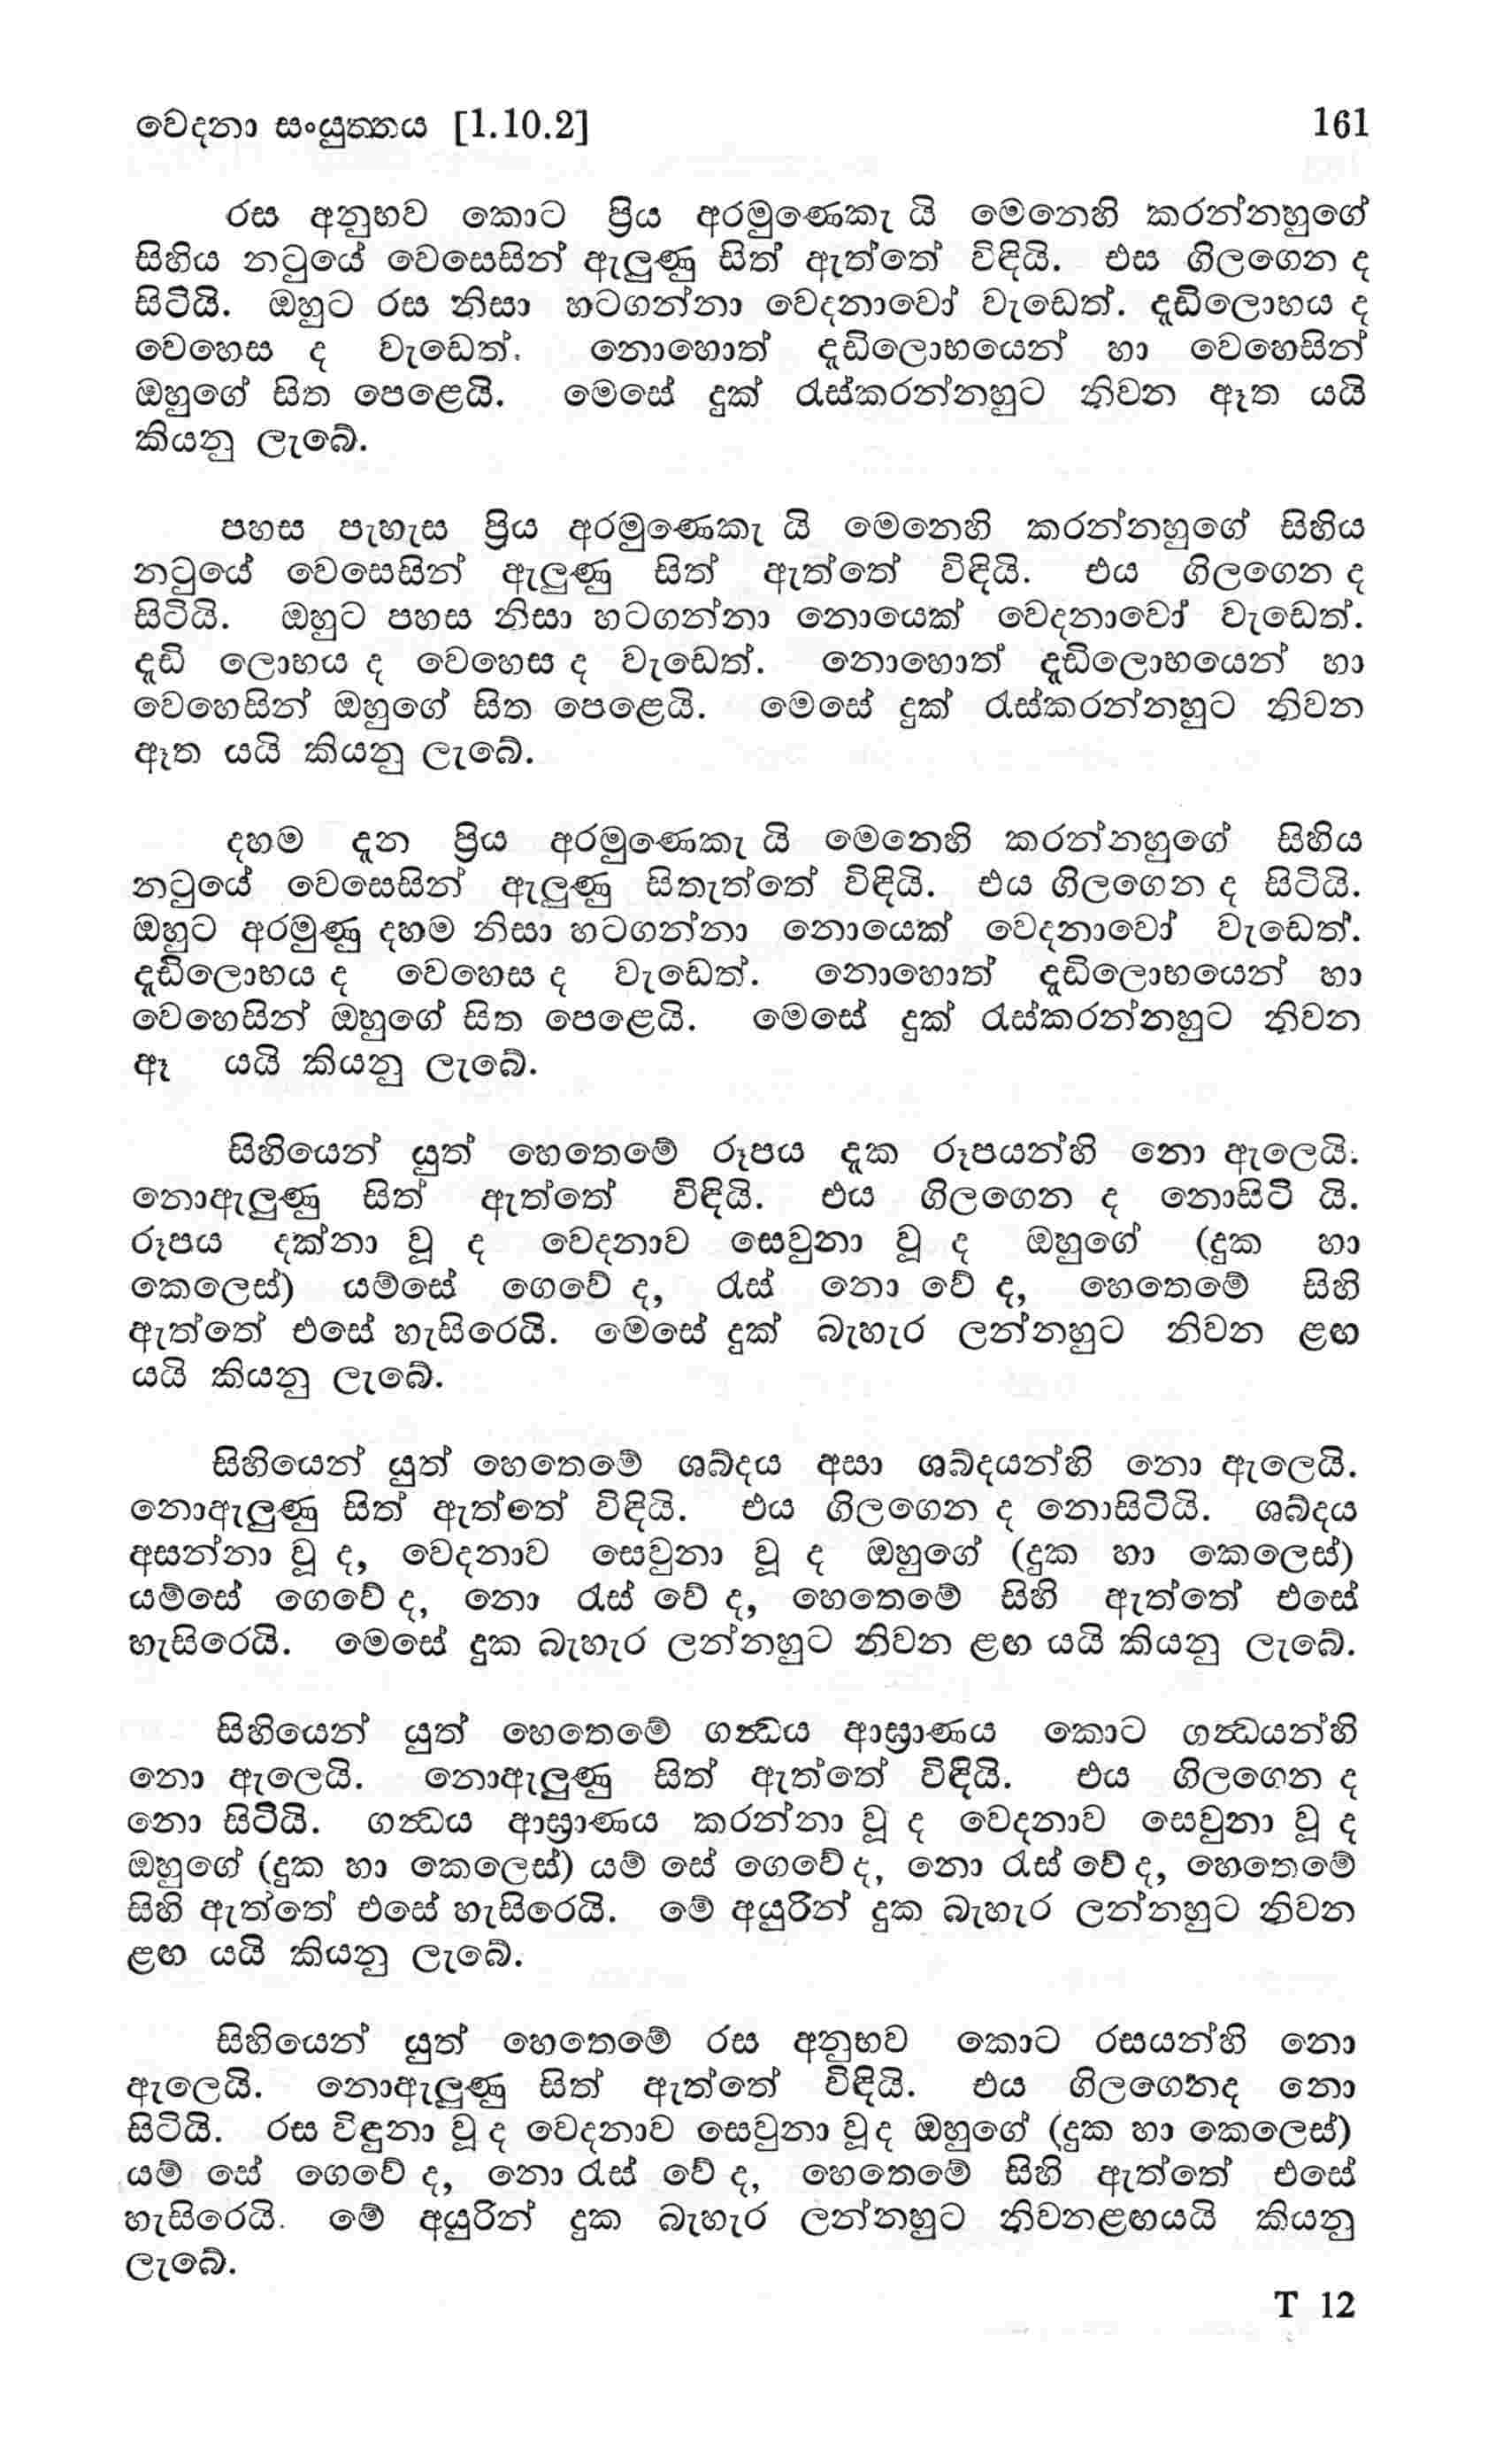 වෙදනා සංයුත්තය [1.10.2] 161
රස අනුභව කොට ප්‍රිය අරමුණෙකැ යි මෙනෙහි කරන්නහුගේ
සිහිය නටුයේ වෙසෙසින් ඇලුණු සිත් ඇත්තේ විඳියි. එස ගිලගෙන ද
සිටියි. ඔහුට රස නිසා හටගන්නා වෙදනාවෝ වැඩෙත්. දැඩිලොභය ද
වෙහෙස ද වැඩෙත්. නොහොත් දැඩිලොභයෙන් හා වෙහෙසින්
ඔහුගේ සිත පෙළෙයි. මෙසේ දුක් රැස්කරන්නහුට නිවන ඈත යයි
කියනු ලැබේ.
පහස පැහැස ප්‍රිය අරමුණෙකැ යි මෙනෙහි කරන්නහුගේ සිහිය
නටුයේ වෙසෙසින් ඇලුණු සිත් ඇත්තේ විඳියි. එය ගිලගෙන ද
සිටියි. ඔහුට පහස නිසා හටගන්නා නොයෙක් වෙදනාවෝ වැඩෙත්.
දැඩි ලොභය ද වෙහෙස ද වැඩෙත්. නොහොත් දැඩිලොභයෙන් හා
වෙහෙසින් ඔහුගේ සිත පෙළෙයි. මෙසේ දුක් රැස්කරන්නහුට නිවන
ඈත යයි කියනු ලැබේ.
දහම දැන ප්‍රිය අරමුණෙකැ යි මෙනෙහි කරන්නහුගේ සිහිය
නටුයේ වෙසෙසින් ඇලුණු සිතැත්තේ විඳියි. එය ගිලගෙන ද සිටියි.
ඔහුට අරමුණු දහම නිසා හටගන්නා නොයෙක් වෙදනාවෝ වැඩෙත්.
දැඩිලොභය ද වෙහෙස ද වැඩෙත්. නොහොත් දැඩිලොභයෙන් හා
වෙහෙසින් ඔහුගේ සිත පෙළෙයි. මෙසේ දුක් රැස්කරන්නහුට නිවන
ඈ යයි කියනු ලැබේ.
සිහියෙන් යුත් හෙතෙමේ රූපය දැක රූපයන්හි නො ඇලෙයි.
නොඇලුණු සිත් ඇත්තේ විඳියි. එය ගිලගෙන ද නොසිටි යි.
රූපය දක්නා වූ ද වෙදනාව සෙවුනා වූ ද ඔහුගේ (දුක හා
කෙලෙස්) යම්සේ ගෙවේ ද, රැස් නො වේ ද, හෙතෙමේ සිහි
ඇත්තේ එසේ හැසිරෙයි. මෙසේ දුක් බැහැර ලන්නහුට නිවන ළඟ
යයි කියනු ලැබේ.
සිහියෙන් යුත් හෙතෙමේ ශබ්දය අසා ශබ්දයන්හි නො ඇලෙයි.
නොඇලුණු සිත් ඇත්තේ විඳියි. එය ගිලගෙන ද නොසිටියි. ශබ්දය
අසන්නා වූ ද, වෙදනාව සෙවුනා වූ ද ඔහුගේ (දුක හා කෙලෙස්)
යම්සේ ගෙවේ ද, නො රැස් වේ ද, හෙතෙමේ සිහි ඇත්තේ එසේ
හැසිරෙයි. මෙසේ දුක බැහැර ලන්නහුට නිවන ළඟ යයි කියනු ලැබේ.
සිහියෙන් යුත් හෙතෙමේ ගන්‍ධය ආඝ්‍රාණය කොට ගන්‍ධයන්හි
නො ඇලෙයි. නොඇලුණු සිත් ඇත්තේ විඳියි. එය ගිලගෙන ද
නො සිටියි. ගන්‍ධය ආඝ්‍රාණය කරන්නා වූ ද වෙදනාව සෙවුනා වූ ද
ඔහුගේ (දුක හා කෙලෙස්) යම් සේ ගෙවේ ද, නො රැස් වේ ද, හෙතෙමේ
සිහි ඇත්තේ එසේ හැසිරෙයි. මේ අයුරින් දුක බැහැර ලන්නහුට නිවන
ළඟ යයි කියනු ලැබේ.
සිහියෙන් යුත් හෙතෙමේ රස අනුභව කොට රසයන්හි නො
ඇලෙයි. නොඇලුණු සිත් ඇත්තේ විඳියි. එය ගිලගෙනද නො
සිටියි. රස විඳුනා වූ ද වෙදනාව සෙවුනා වූද ඔහුගේ (දුක හා කෙලෙස්)
යම් සේ ගෙවේ ද, නො රැස් වේ ද, හෙතෙමේ සිහි ඇත්තේ එසේ
හැසිරෙයි. මේ අයුරින් දුක බැහැර ලන්නහුට නිවනළඟයයි කියනු
ලැබේ.
T 12